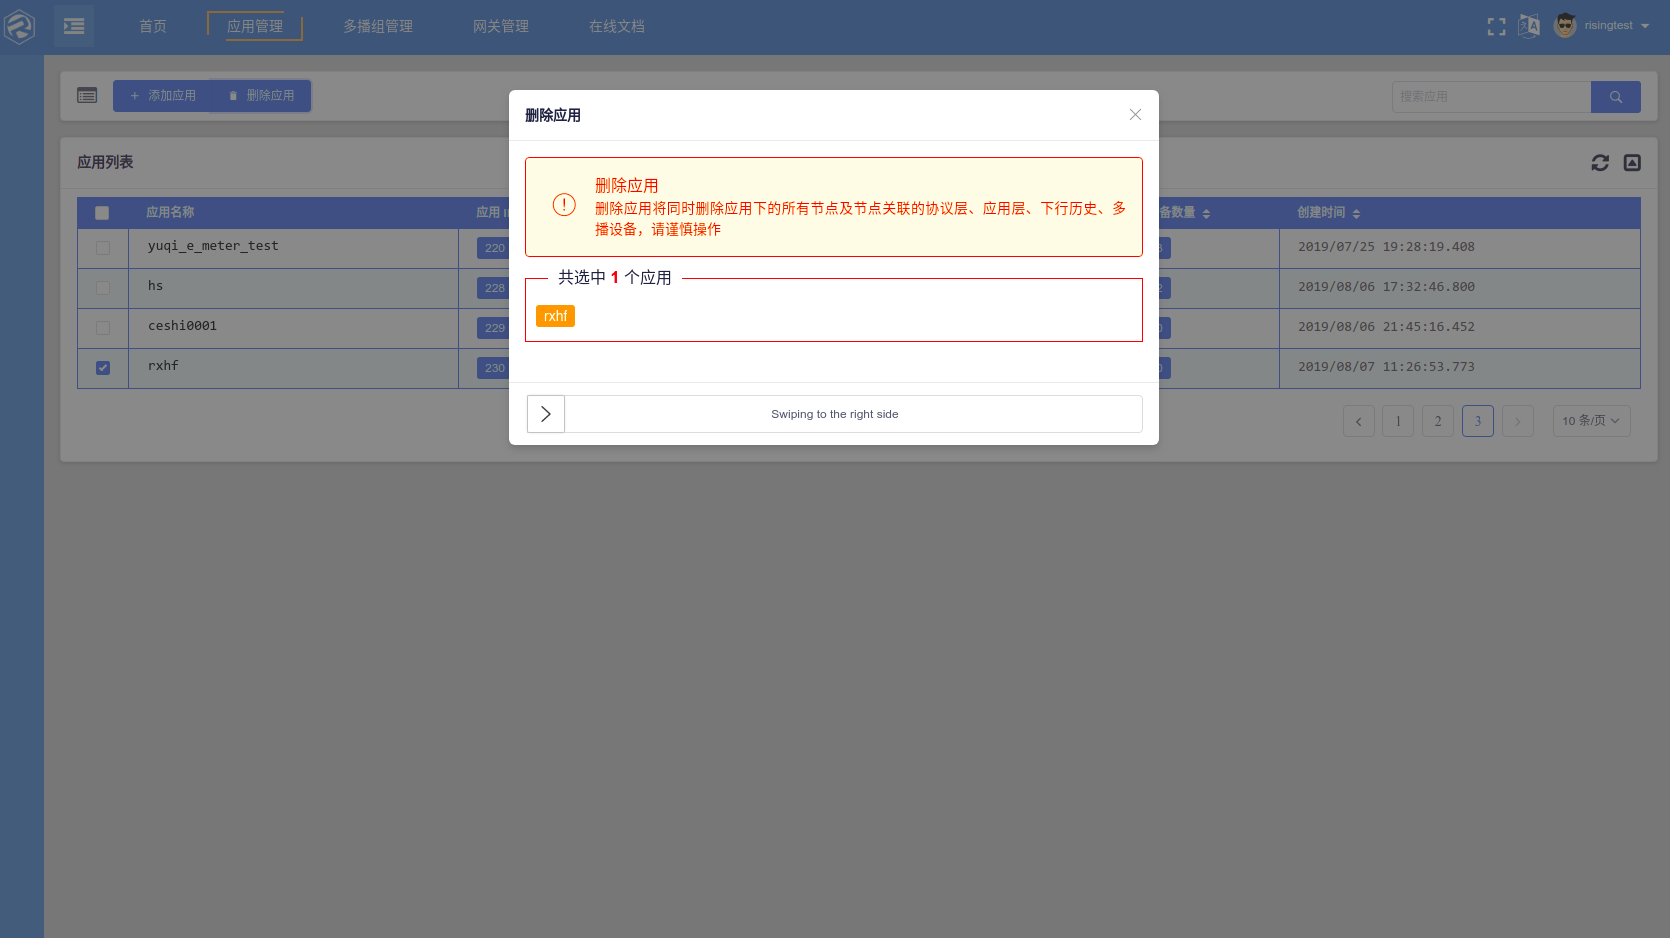 首页 应用管理 多播组管理 网关管理 在线文档 risingtest
添加应用 删除应用 搜索应用
删除应用
应用列表
删除应用
删除应用将同时删除应用下的所有节点及节点关联的协议层、应用层、下行历史、多
播设备，请谨慎操作
应用名称 应用 备数量 创建时间
yuqi_e_meter_test 220 2019/07/25 19:28:19.408
共选中 1 个应用
hs 228 2019/08/06 17:32:46.800
rxhf
ceshi0001 229 2019/08/06 21:45:16.452
rxhf 230 2019/08/07 11:26:53.773
Swiping to the right side
1 2 3 10 条/页